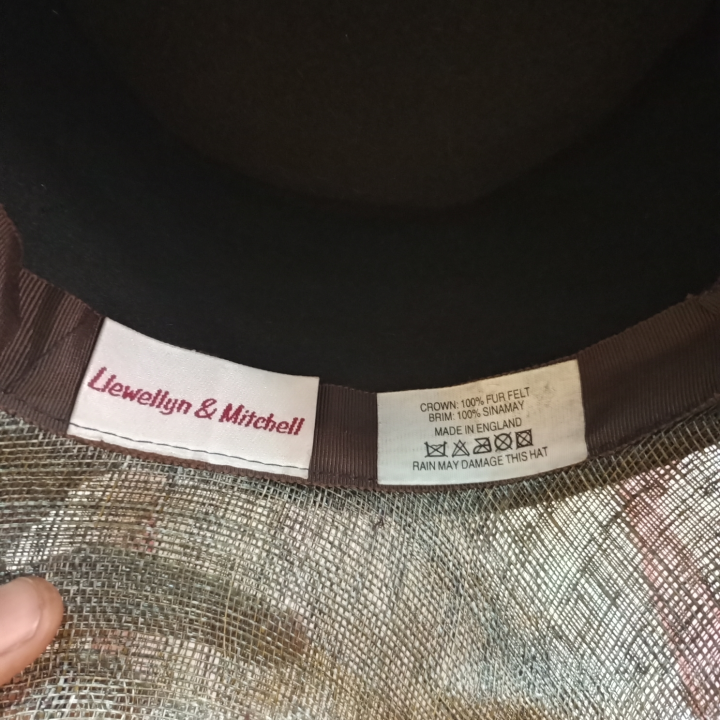 Llewellyn & Mitchell
CROWN: 100% FUR FELT
BRIM: 100% SINAMAY
MADE IN ENGLAND
RAIN MAY DAMAGE THIS HAT